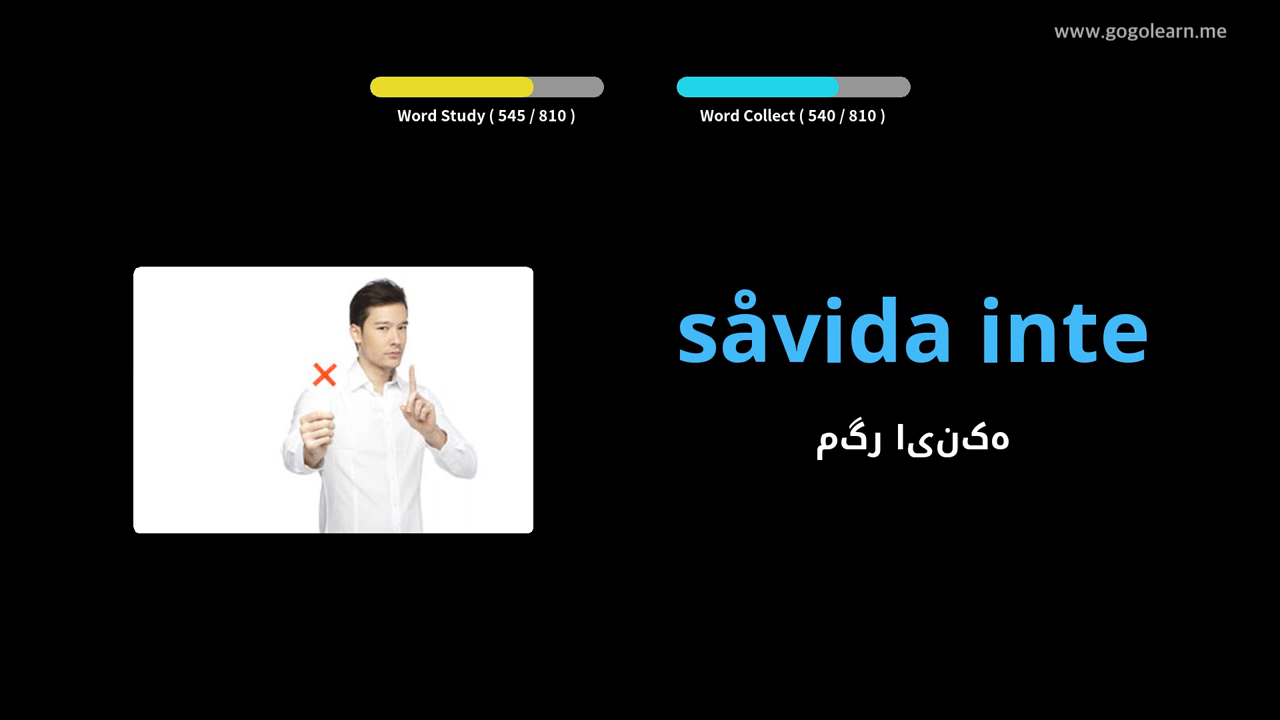 www.gogolearn.me
Word Study ( 545 / 810 )
Word Collect ( 540 / 810 )
såvida inte
مگر اینکه